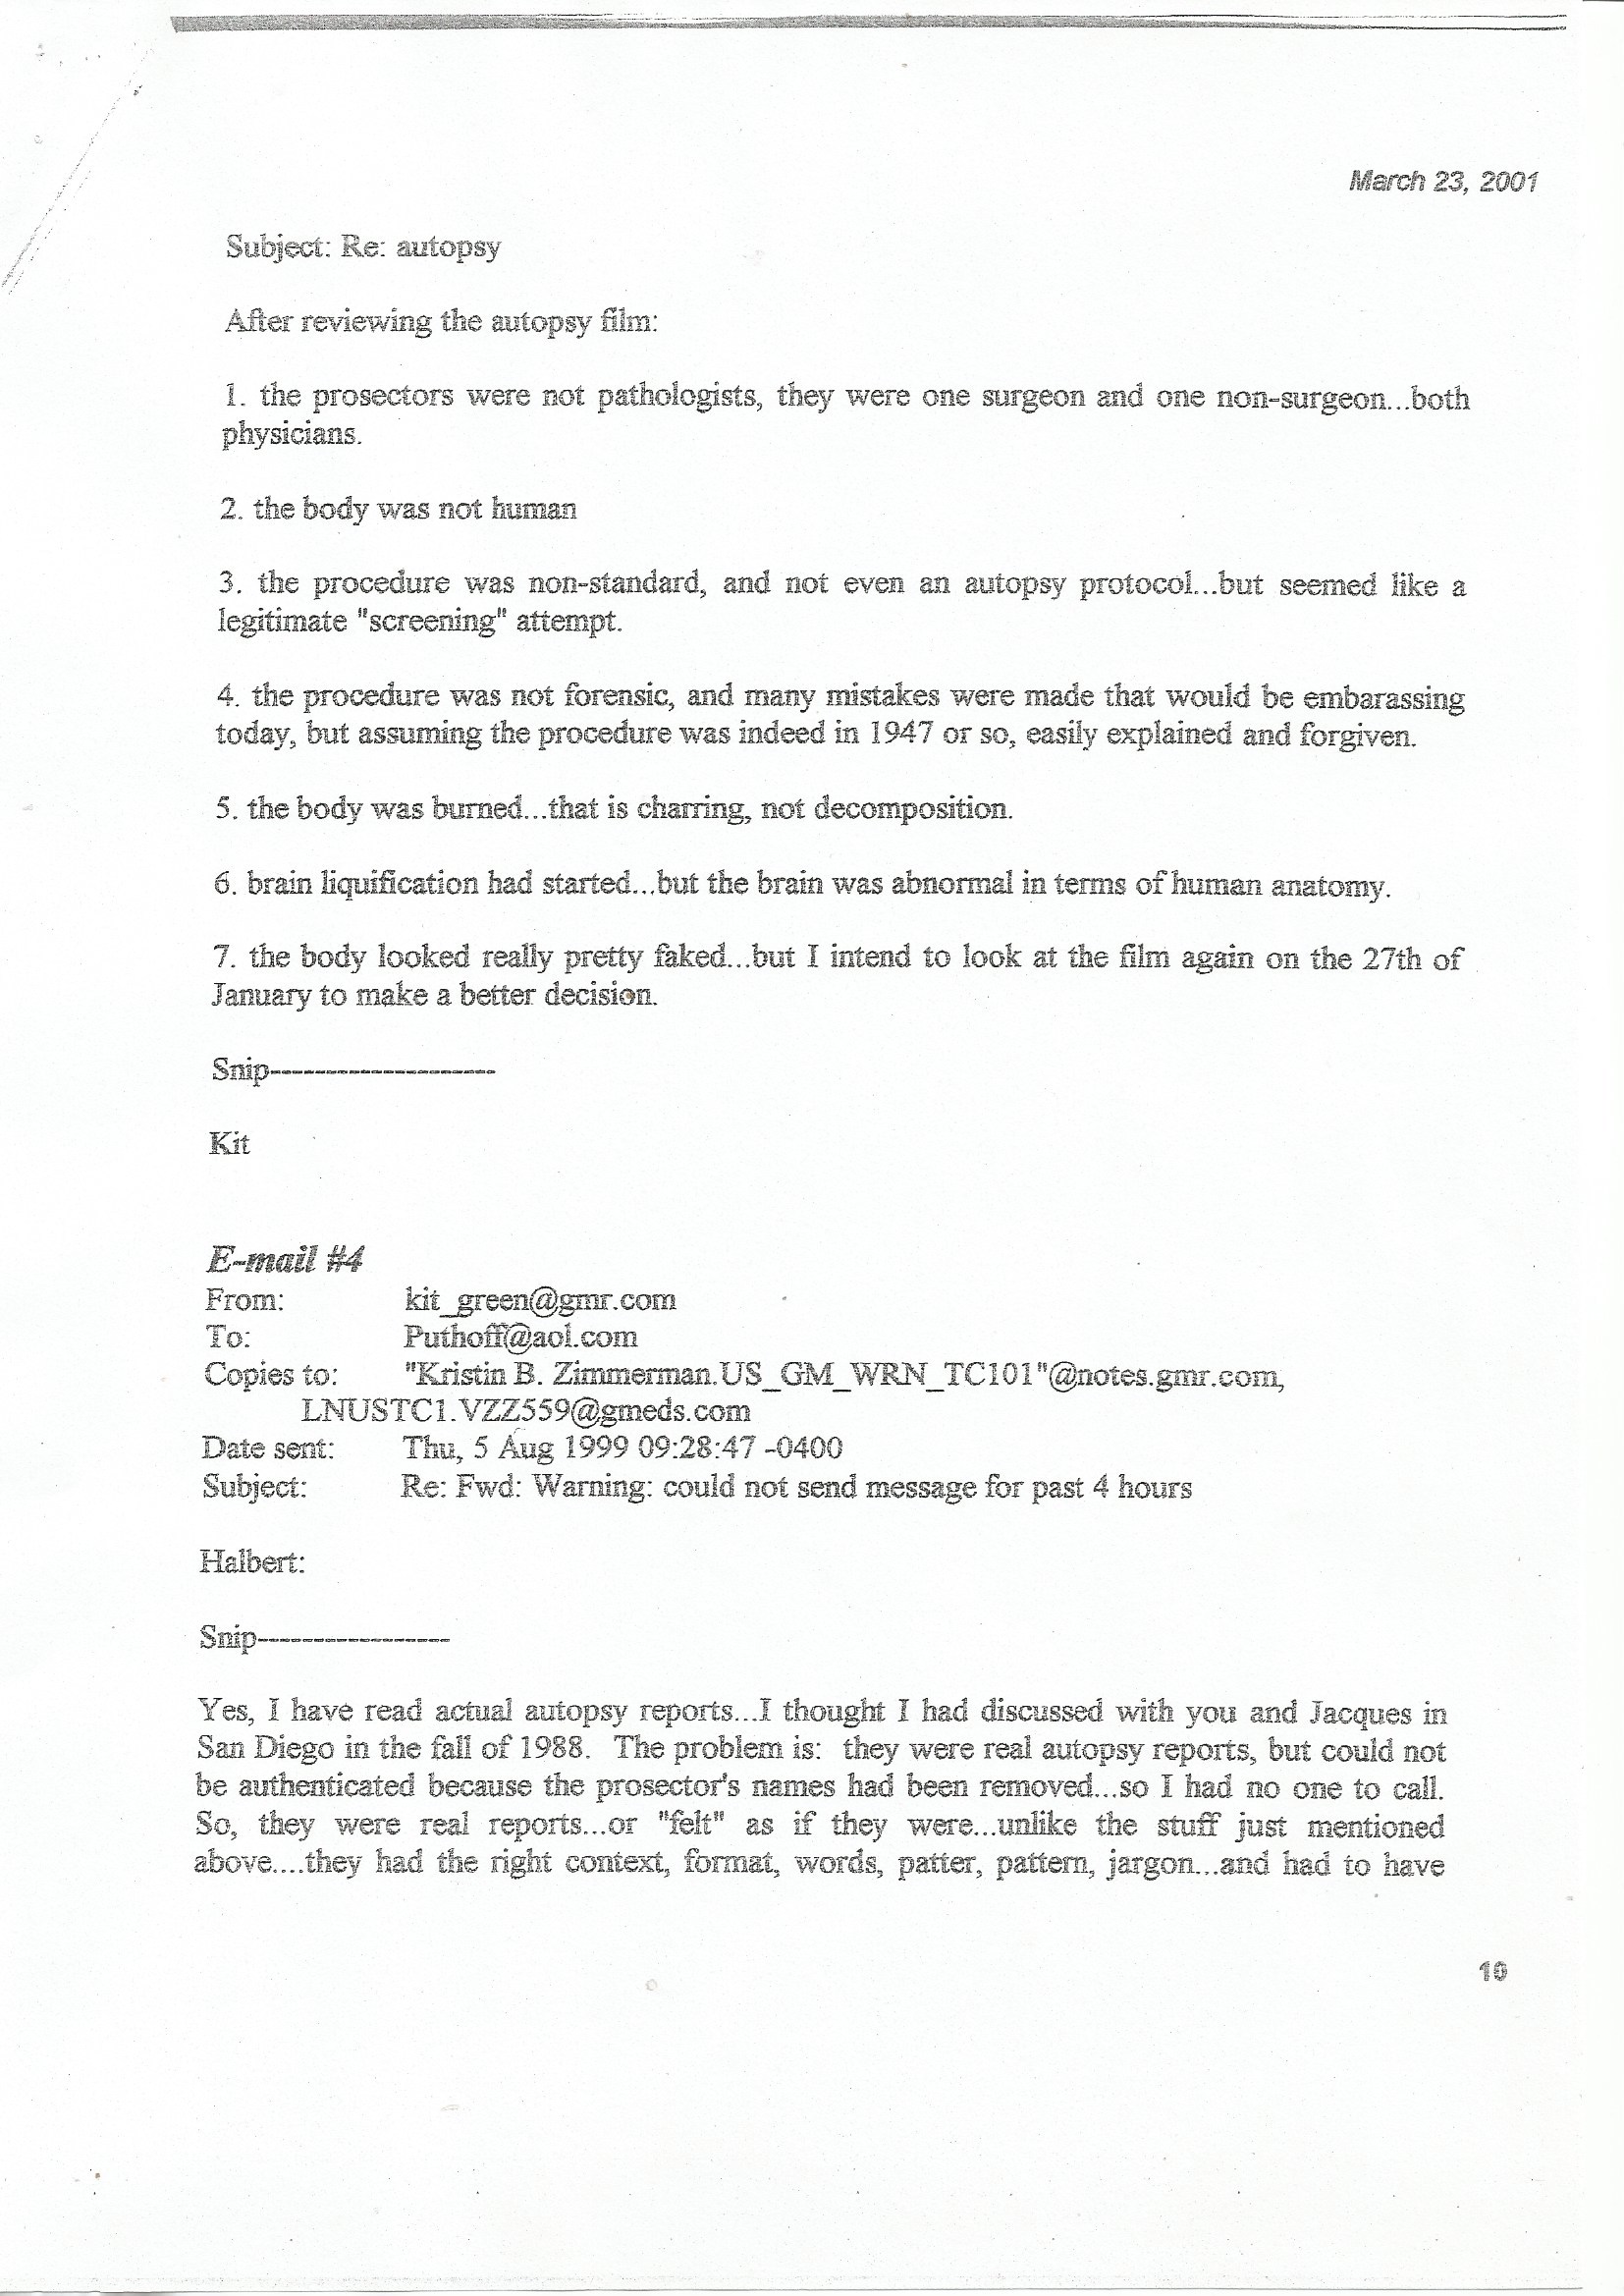 March 23, 2001
Subject: Re: autopsy
After reviewing the autopsy film:
1. the prosectors were not pathologists, they were one surgeon and one non-surgeon...both
physicians.
2. the body was not human
3. the procedure was non-standard, and not even an autopsy protocol...but seemed like a
legitimate "screening" attempt.
4. the procedure was not forensic, and many mistakes were made that would be embarassing
today, but assuming the procedure was indeed in 1947 or so, easily explained and forgiven.
5. the body was burned...that is charring, not decomposition.
6. brain liquification had started...but the brain was abnormal in terms of human anatomy.
7. the body looked really pretty faked...but I intend to look at the film again on the 27th of
January to make a better decision.
Snip---------------------
Kit
E-mail #4
From: kit_green@gmr.com
To: Puthoff@aol.com
Copies to: "Kristin B. Zimmerman.US_GM_WRN_TC101"@notes.gmr.com,
LNUSTC1.VZZ559@gmeds.com
Date sent: Thu, 5 Aug 1999 09:28:47 -0400
Subject: Re: Fwd: Warning: could not send message for past 4 hours
Halbert:
Snip------------------
Yes, I have read actual autopsy reports...I thought I had discussed with you and Jacques in
San Diego in the fall of 1988. The problem is: they were real autopsy reports, but could not
be authenticated because the prosector's names had been removed...so I had no one to call.
So, they were real reports...or "felt" as if they were...unlike the stuff just mentioned
above....they had the right context, format, words, patter, pattern, jargon...and had to have
10